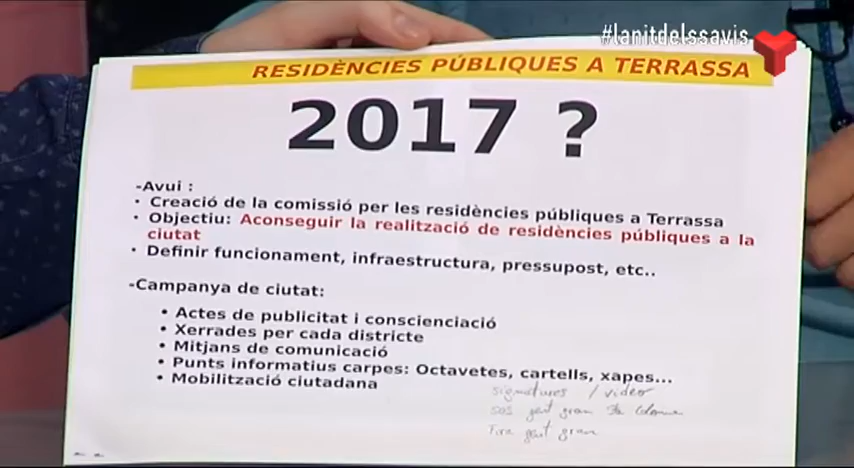 #lanitdelssavis
RESIDÈNCIES PÚBLIQUES A TERRASSA
2017 ?
-Avui :
• Creació de la comissió per les residències públiques a Terrassa
• Objectiu: Aconseguir la realització de residències públiques a la
ciutat
• Definir funcionament, infraestructura, pressupost, etc..
-Campanya de ciutat:
• Actes de publicitat i conscienciació
• Xerrades per cada districte
• Mitjans de comunicació
• Punts informatius carpes: Octavetes, cartells, xapes...
• Mobilització ciutadana
signatures / video
sos gent gran Sta Coloma
Fira gent gran